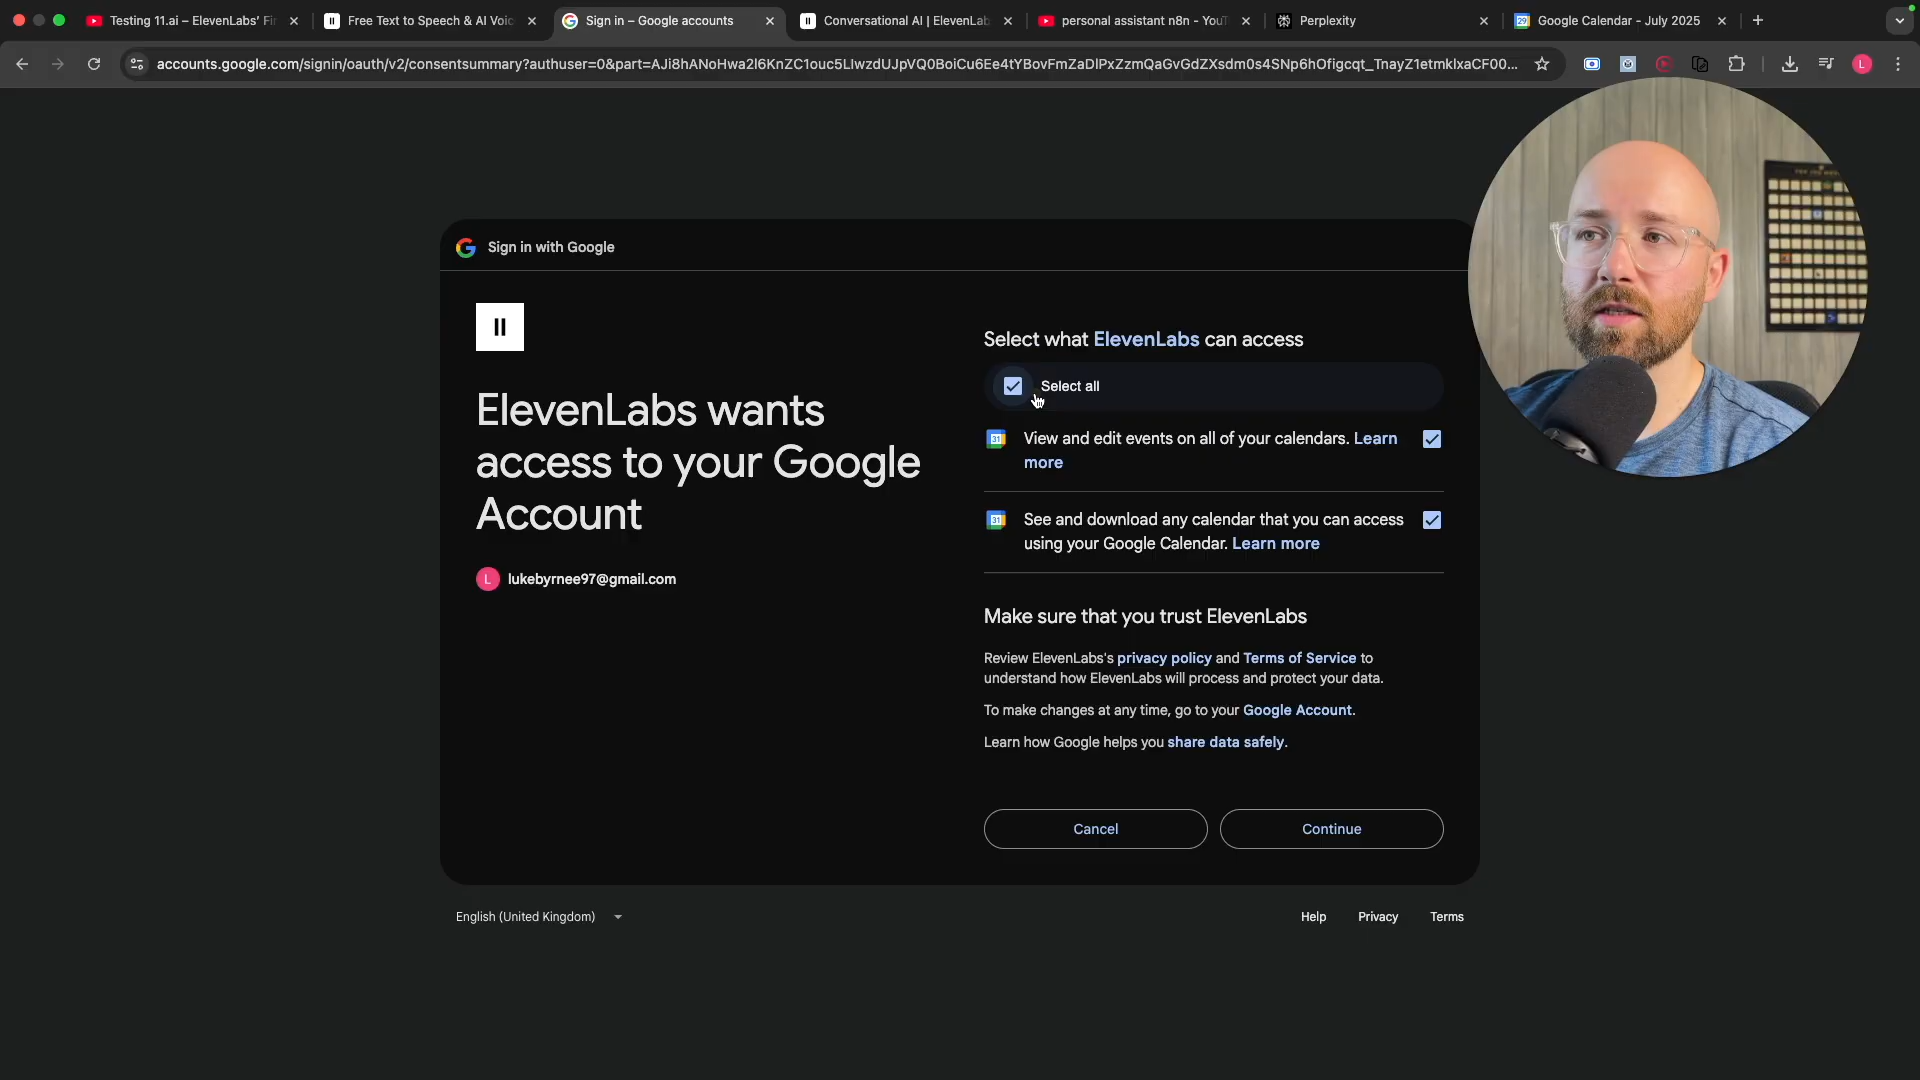 Testing 11.ai – ElevenLabs' Fi
Free Text to Speech & AI Voic
Sign in – Google accounts
Conversational AI | ElevenLab
personal assistant n8n - YouT
Perplexity
Google Calendar - July 2025
accounts.google.com/signin/oauth/v2/consentsummary?authuser=0&part=
L
Sign in with Google
ElevenLabs wants
access to your Google
Account
L lukebyrnee97@gmail.com
Select what ElevenLabs can access
Select all
31 View and edit events on all of your calendars. Learn
more
31 See and download any calendar that you can access
using your Google Calendar. Learn more
Make sure that you trust ElevenLabs
Review ElevenLabs's privacy policy and Terms of Service to
understand how ElevenLabs will process and protect your data.
To make changes at any time, go to your Google Account.
Learn how Google helps you share data safely.
Cancel
Continue
English (United Kingdom)
Help
Privacy
Terms